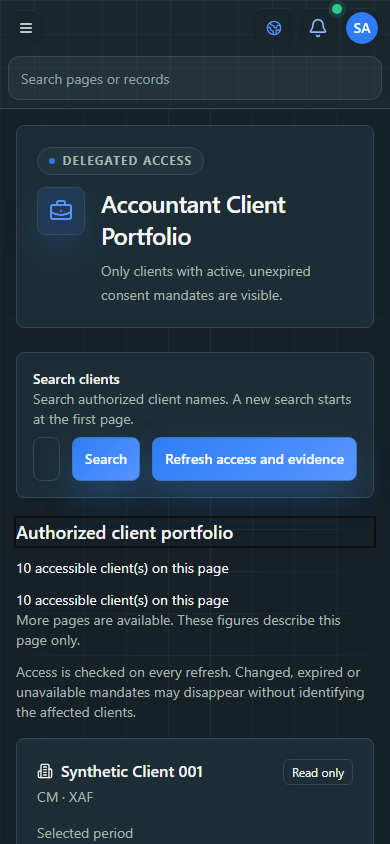 SA
Search pages or records
DELEGATED ACCESS
Accountant Client
Portfolio
Only clients with active, unexpired
consent mandates are visible.
Search clients
Search authorized client names. A new search starts
at the first page.
Search
Refresh access and evidence
Authorized client portfolio
10 accessible client(s) on this page
10 accessible client(s) on this page
More pages are available. These figures describe this
page only.
Access is checked on every refresh. Changed, expired or
unavailable mandates may disappear without identifying
the affected clients.
Synthetic Client 001
Read only
CM · XAF
Selected period